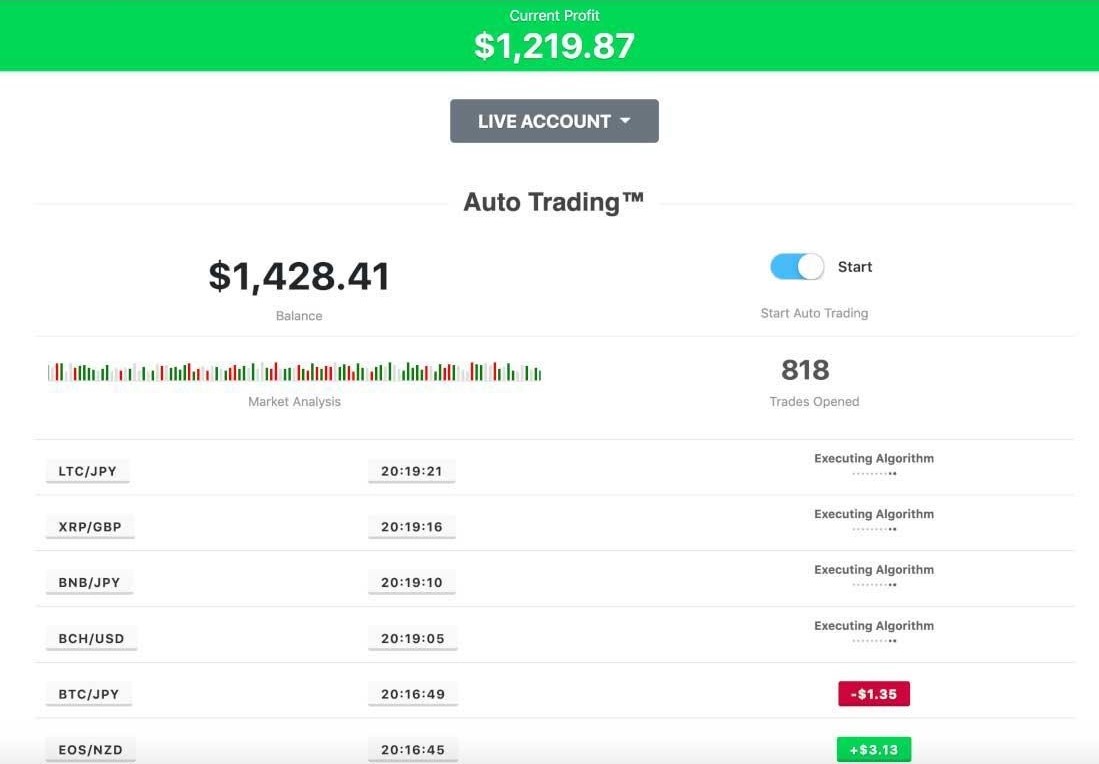 Current Profit
$1,219.87
LIVE ACCOUNT
Auto Trading™
$1,428.41
Balance
Start
Start Auto Trading
Market Analysis
818
Trades Opened
LTC/JPY 20:19:21 Executing Algorithm
XRP/GBP 20:19:16 Executing Algorithm
BNB/JPY 20:19:10 Executing Algorithm
BCH/USD 20:19:05 Executing Algorithm
BTC/JPY 20:16:49 -$1.35
EOS/NZD 20:16:45 +$3.13